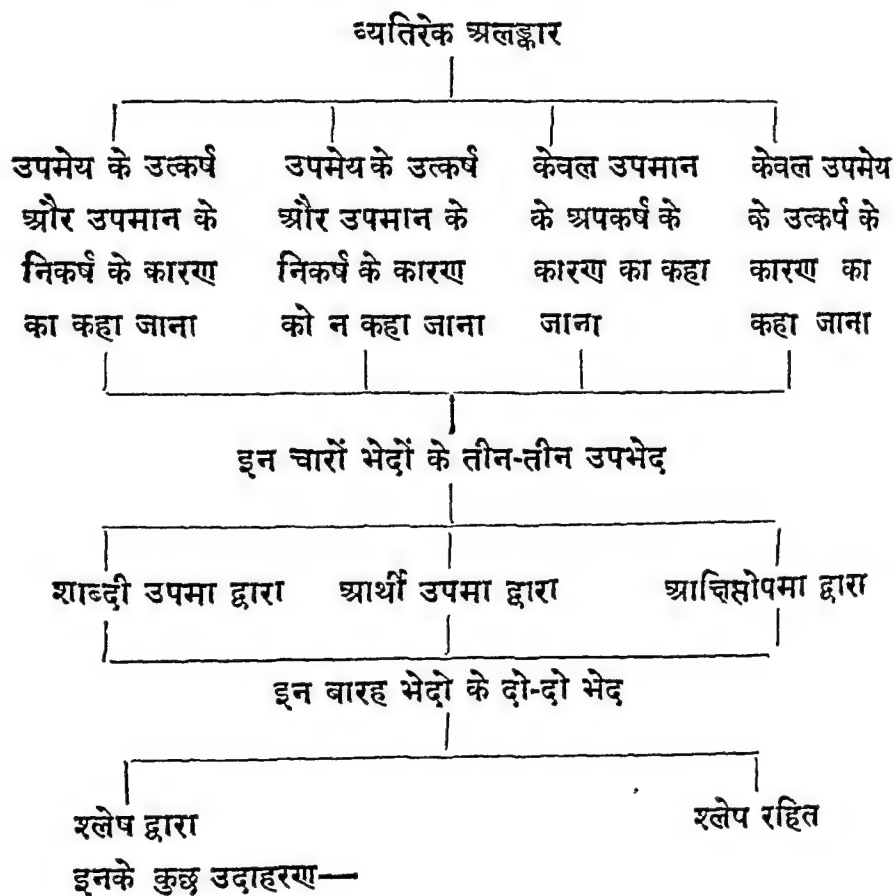 व्यतिरेक अलङ्कार
उपमेय के उत्कर्ष
और उपमान के
निकर्ष के कारण
का कहा जाना
उपमेय के उत्कर्ष
और उपमान के
निकर्ष के कारण
को न कहा जाना
केवल उपमान
के अपकर्ष के
कारण का कहा
जाना
केवल उपमेय
के उत्कर्ष के
कारण का
कहा जाना
इन चारों भेदों के तीन-तीन उपभेद
शाब्दी उपमा द्वारा
आर्थी उपमा द्वारा
आक्षिप्तोपमा द्वारा
इन बारह भेदो के दो-दो भेद
श्लेष द्वारा
श्लेप रहित
इनके कुछ उदाहरण—